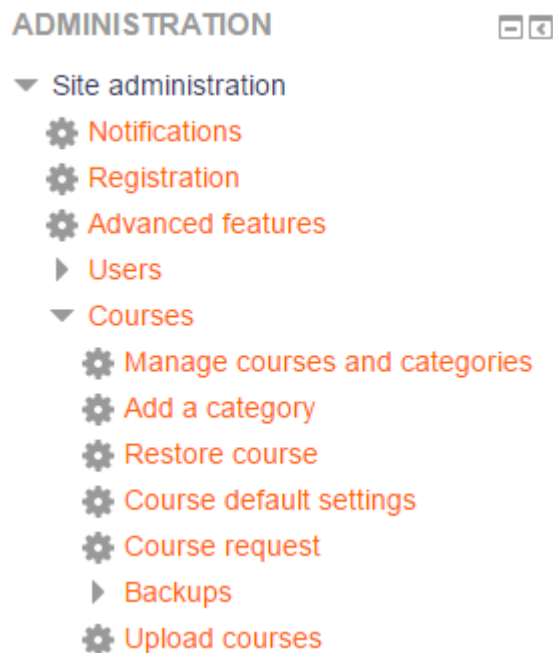 ADMINISTRATION
Site administration
Notifications
Registration
Advanced features
Users
Courses
Manage courses and categories
Add a category
Restore course
Course default settings
Course request
Backups
Upload courses